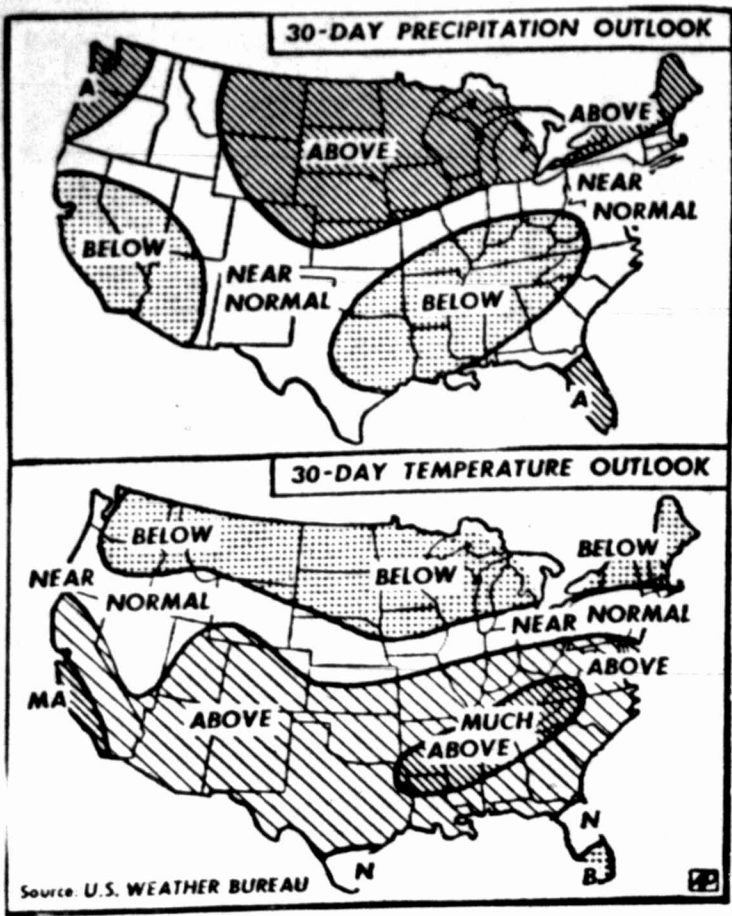 30-DAY PRECIPITATION OUTLOOK
A
ABOVE
ABOVE
NEAR
NORMAL
BELOW
NEAR
NORMAL
BELOW
A
30-DAY TEMPERATURE OUTLOOK
BELOW
BELOW
BELOW
NEAR
NORMAL
NEAR NORMAL
ABOVE
MA
ABOVE
MUCH
ABOVE
N
N
B
Source: U.S. WEATHER BUREAU
AP